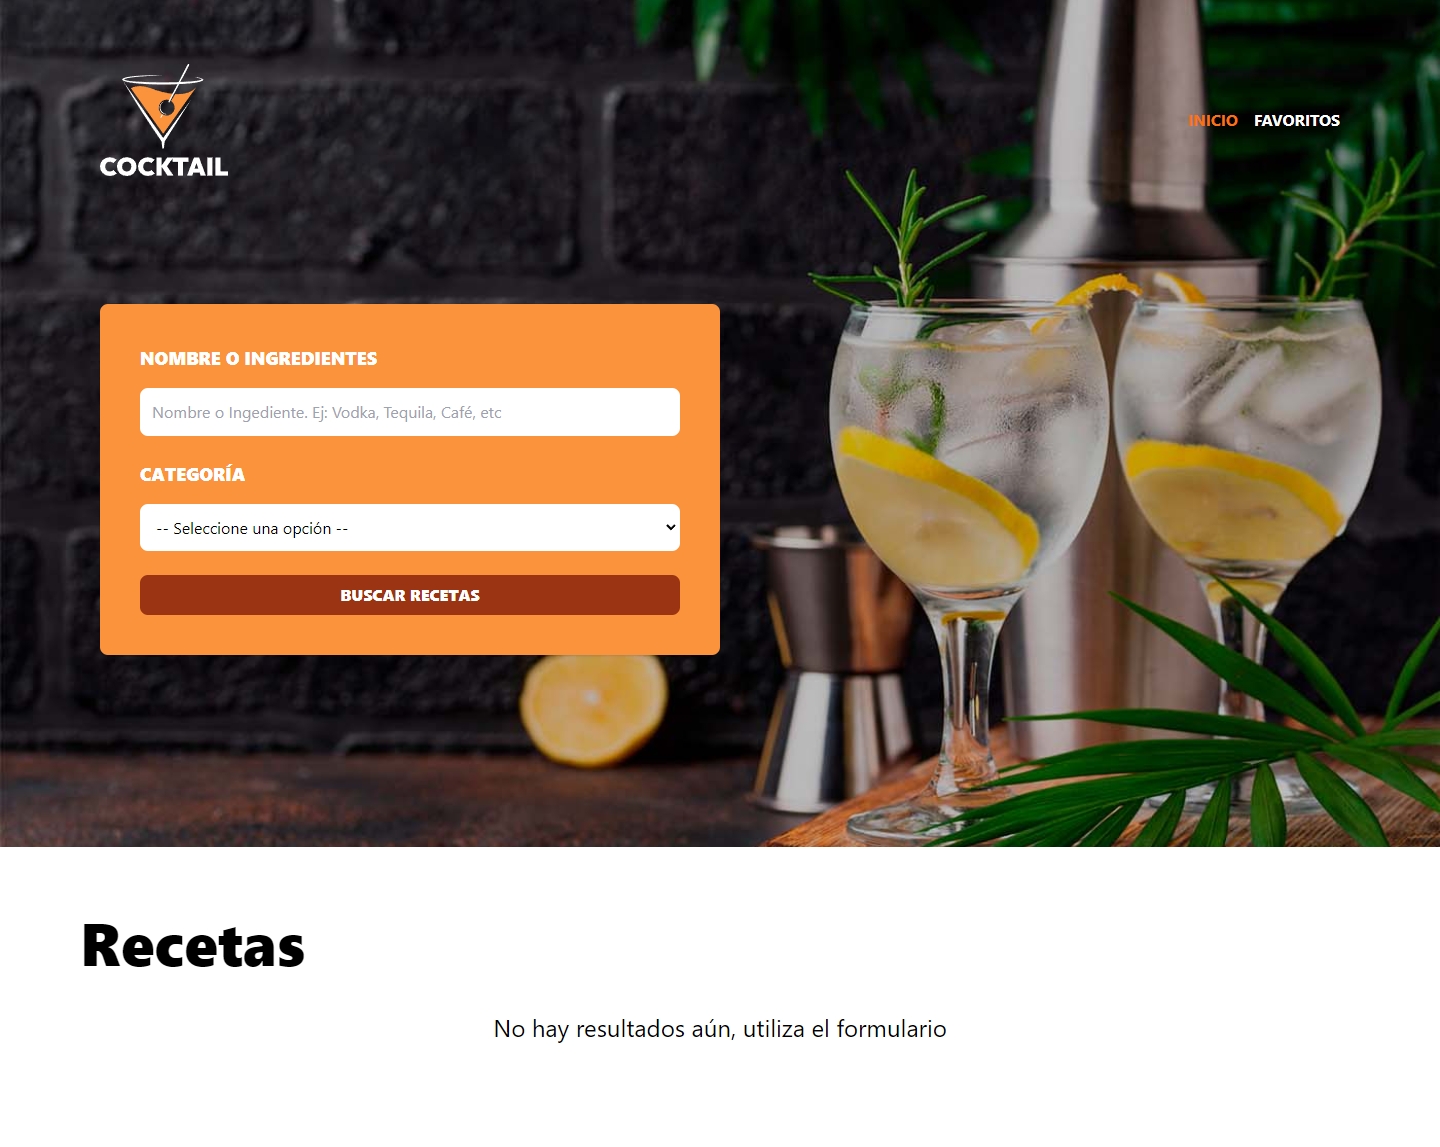 COCKTAIL
INICIO FAVORITOS
NOMBRE O INGREDIENTES
Nombre o Ingediente. Ej: Vodka, Tequila, Café, etc
CATEGORÍA
-- Seleccione una opción --
BUSCAR RECETAS
Recetas
No hay resultados aún, utiliza el formulario